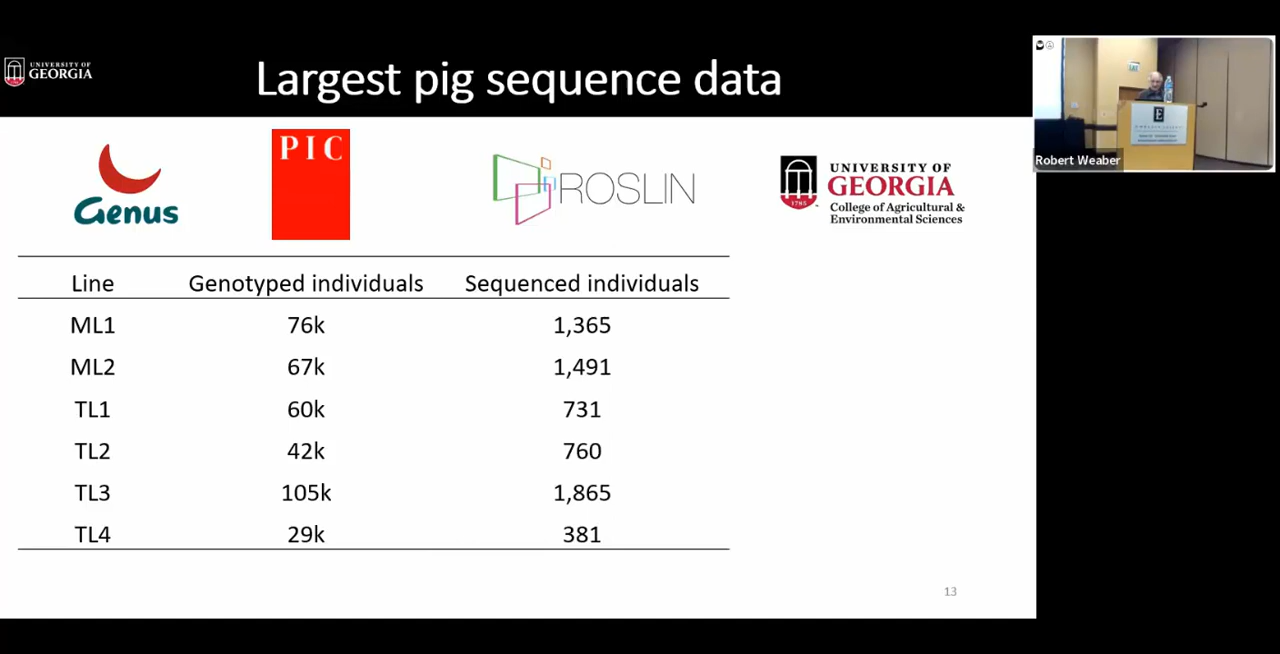 UNIVERSITY OF
GEORGIA
Largest pig sequence data
Genus
PIC
ROSLIN
UNIVERSITY OF
GEORGIA
College of Agricultural &
Environmental Sciences
1785
Robert Weaber
Line Genotyped individuals Sequenced individuals
ML1 76k 1,365
ML2 67k 1,491
TL1 60k 731
TL2 42k 760
TL3 105k 1,865
TL4 29k 381
13